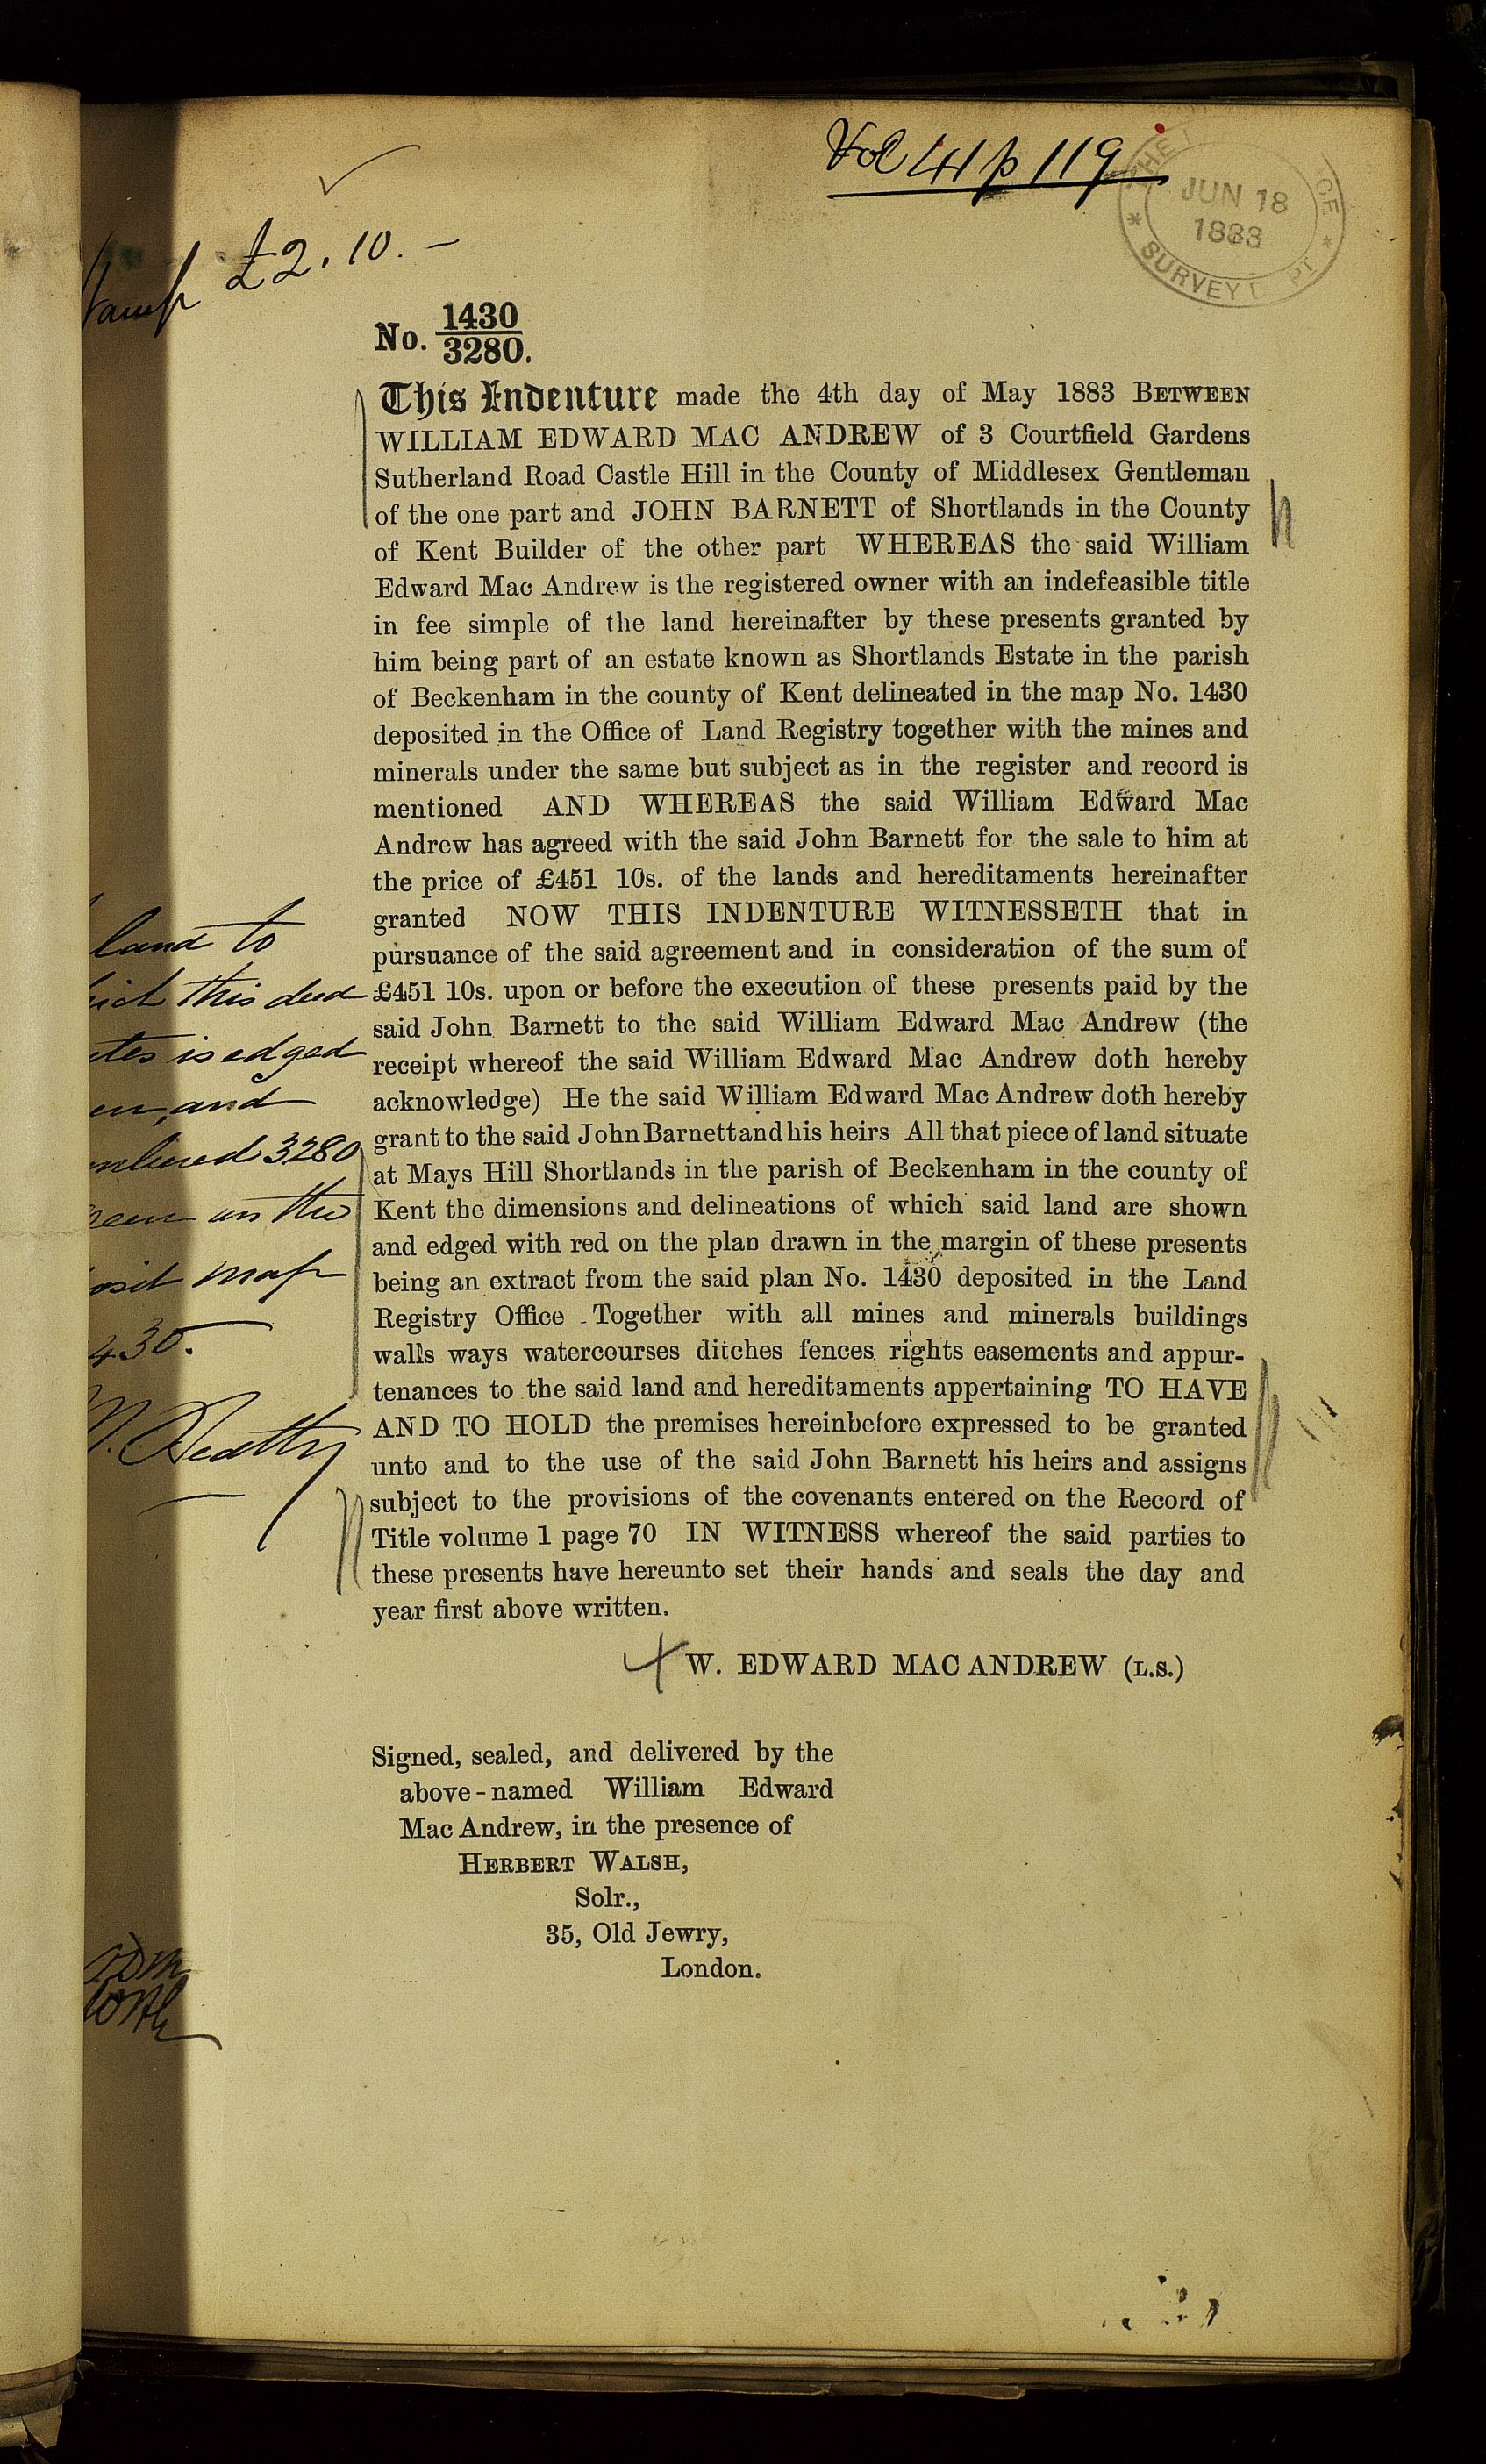 Vol 41 p 119
JUN 18
1883
SURVEY
£2.10.-
No. 1430
3280.
This Indenture made the 4th day of May 1883 BETWEEN
WILLIAM EDWARD MAC ANDREW of 3 Courtfield Gardens
Sutherland Road Castle Hill in the County of Middlesex Gentleman
of the one part and JOHN BARNETT of Shortlands in the County
of Kent Builder of the other part WHEREAS the said William
Edward Mac Andrew is the registered owner with an indefeasible title
in fee simple of the land hereinafter by these presents granted by
him being part of an estate known as Shortlands Estate in the parish
of Beckenham in the county of Kent delineated in the map No. 1430
deposited in the Office of Land Registry together with the mines and
minerals under the same but subject as in the register and record is
mentioned AND WHEREAS the said William Edward Mac
Andrew has agreed with the said John Barnett for the sale to him at
the price of £451 10s. of the lands and hereditaments hereinafter
granted NOW THIS INDENTURE WITNESSETH that in
pursuance of the said agreement and in consideration of the sum of
£451 10s. upon or before the execution of these presents paid by the
said John Barnett to the said William Edward Mac Andrew (the
receipt whereof the said William Edward Mac Andrew doth hereby
acknowledge) He the said William Edward Mac Andrew doth hereby
grant to the said John Barnett and his heirs All that piece of land situate
at Mays Hill Shortlands in the parish of Beckenham in the county of
Kent the dimensions and delineations of which said land are shown
and edged with red on the plan drawn in the margin of these presents
being an extract from the said plan No. 1430 deposited in the Land
Registry Office Together with all mines and minerals buildings
walls ways watercourses ditches fences rights easements and appur-
tenances to the said land and hereditaments appertaining TO HAVE
AND TO HOLD the premises hereinbefore expressed to be granted
unto and to the use of the said John Barnett his heirs and assigns
subject to the provisions of the covenants entered on the Record of
Title volume 1 page 70 IN WITNESS whereof the said parties to
these presents have hereunto set their hands and seals the day and
year first above written.
W. EDWARD MAC ANDREW (L.S.)
Signed, sealed, and delivered by the
above-named William Edward
Mac Andrew, in the presence of
HERBERT WALSH,
Solr.,
35, Old Jewry,
London.
land to
this deed
is edged
and
3280
on the
map
430.